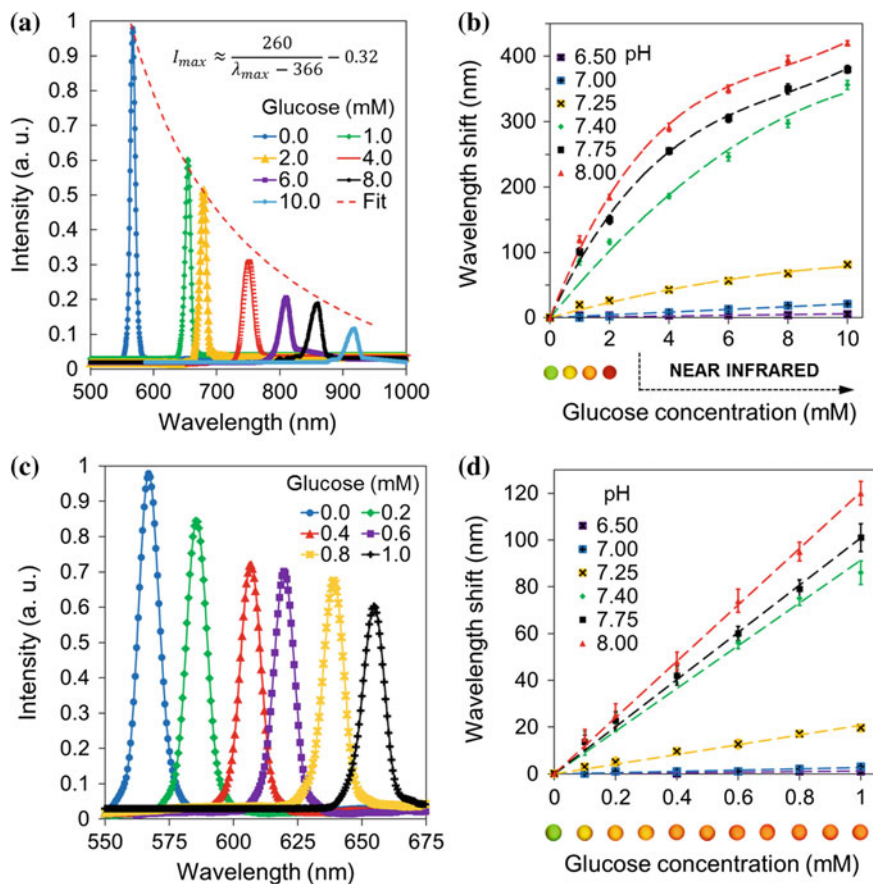 (a)
1
0.9
0.8
0.7
0.6
0.5
0.4
0.3
0.2
0.1
0
Intensity (a. u.)
I_max ≈ 260 / (λ_max − 366) − 0.32
Glucose (mM)
0.0 1.0
2.0 4.0
6.0 8.0
10.0 Fit
500 600 700 800 900 1000
Wavelength (nm)
(b)
400
300
200
100
0
Wavelength shift (nm)
pH
6.50
7.00
7.25
7.40
7.75
8.00
0 2 4 6 8 10
NEAR INFRARED
Glucose concentration (mM)
(c)
1
0.9
0.8
0.7
0.6
0.5
0.4
0.3
0.2
0.1
0
Intensity (a. u.)
Glucose (mM)
0.0 0.2
0.4 0.6
0.8 1.0
550 575 600 625 650 675
Wavelength (nm)
(d)
120
100
80
60
40
20
0
Wavelength shift (nm)
pH
6.50
7.00
7.25
7.40
7.75
8.00
0 0.2 0.4 0.6 0.8 1
Glucose concentration (mM)